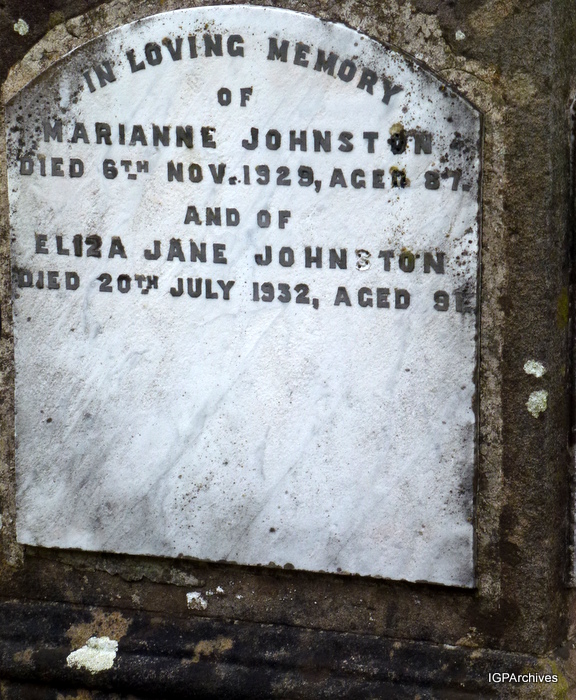 IN LOVING MEMORY
OF
MARIANNE JOHNSTON
DIED 6TH NOV. 1929, AGED 87.
AND OF
ELIZA JANE JOHNSTON
DIED 20TH JULY 1932, AGED 91.
IGPArchives